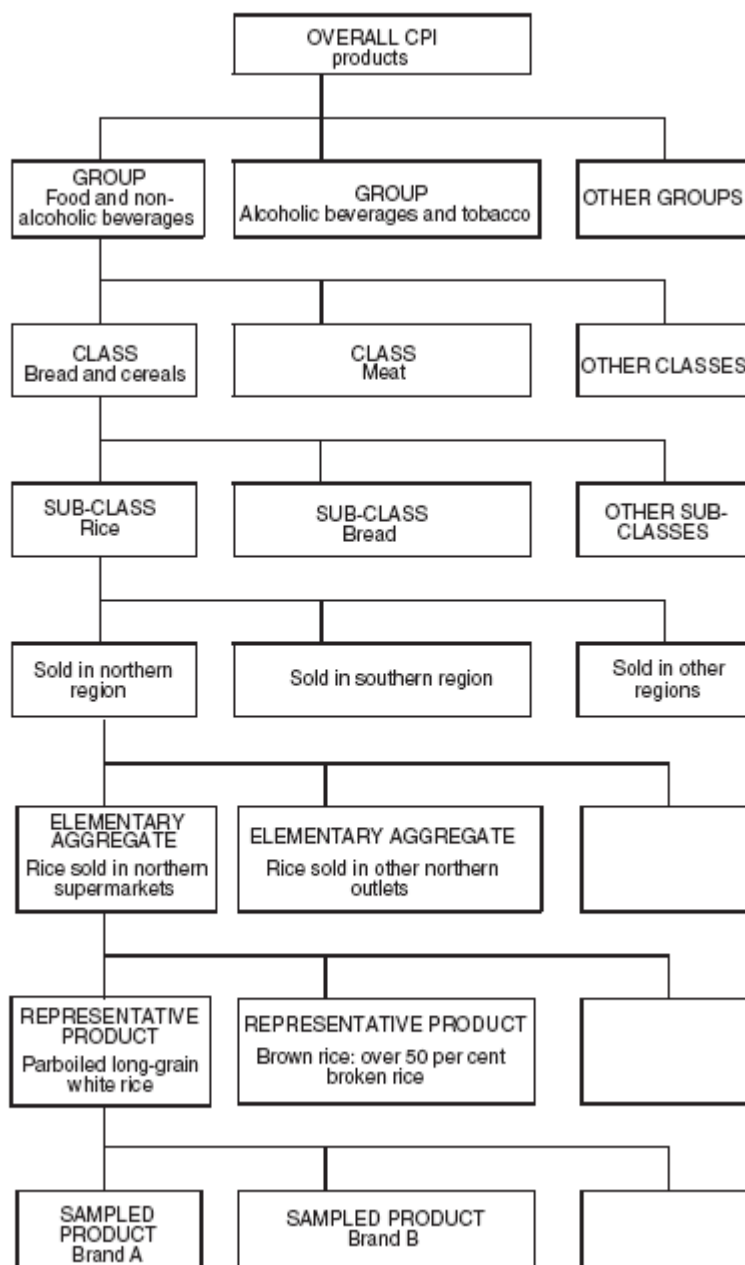 OVERALL CPI
products
GROUP
Food and non-
alcoholic beverages
GROUP
Alcoholic beverages and tobacco
OTHER GROUPS
CLASS
Bread and cereals
CLASS
Meat
OTHER CLASSES
SUB-CLASS
Rice
SUB-CLASS
Bread
OTHER SUB-
CLASSES
Sold in northern
region
Sold in southern region
Sold in other
regions
ELEMENTARY
AGGREGATE
Rice sold in northern
supermarkets
ELEMENTARY AGGREGATE
Rice sold in other northern
outlets
REPRESENTATIVE
PRODUCT
Parboiled long-grain
white rice
REPRESENTATIVE PRODUCT
Brown rice: over 50 per cent
broken rice
SAMPLED
PRODUCT
Brand A
SAMPLED PRODUCT
Brand B